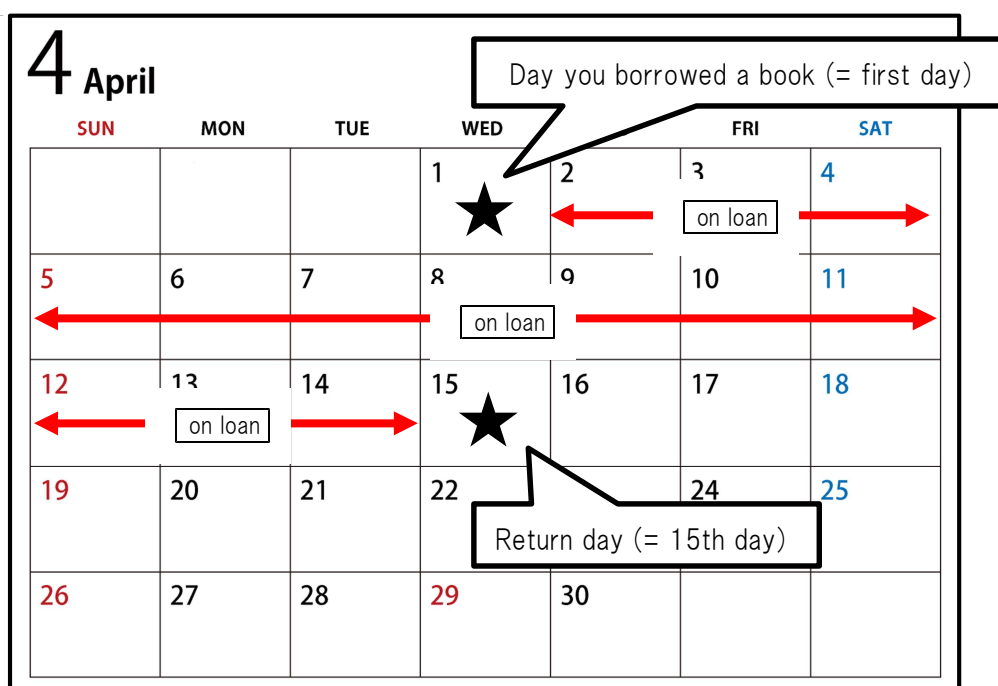 4 April
Day you borrowed a book (= first day)
SUN MON TUE WED FRI SAT
1 2 3 4
on loan
5 6 7 8 9 10 11
on loan
12 13 14 15 16 17 18
on loan
19 20 21 22 24 25
Return day (= 15th day)
26 27 28 29 30